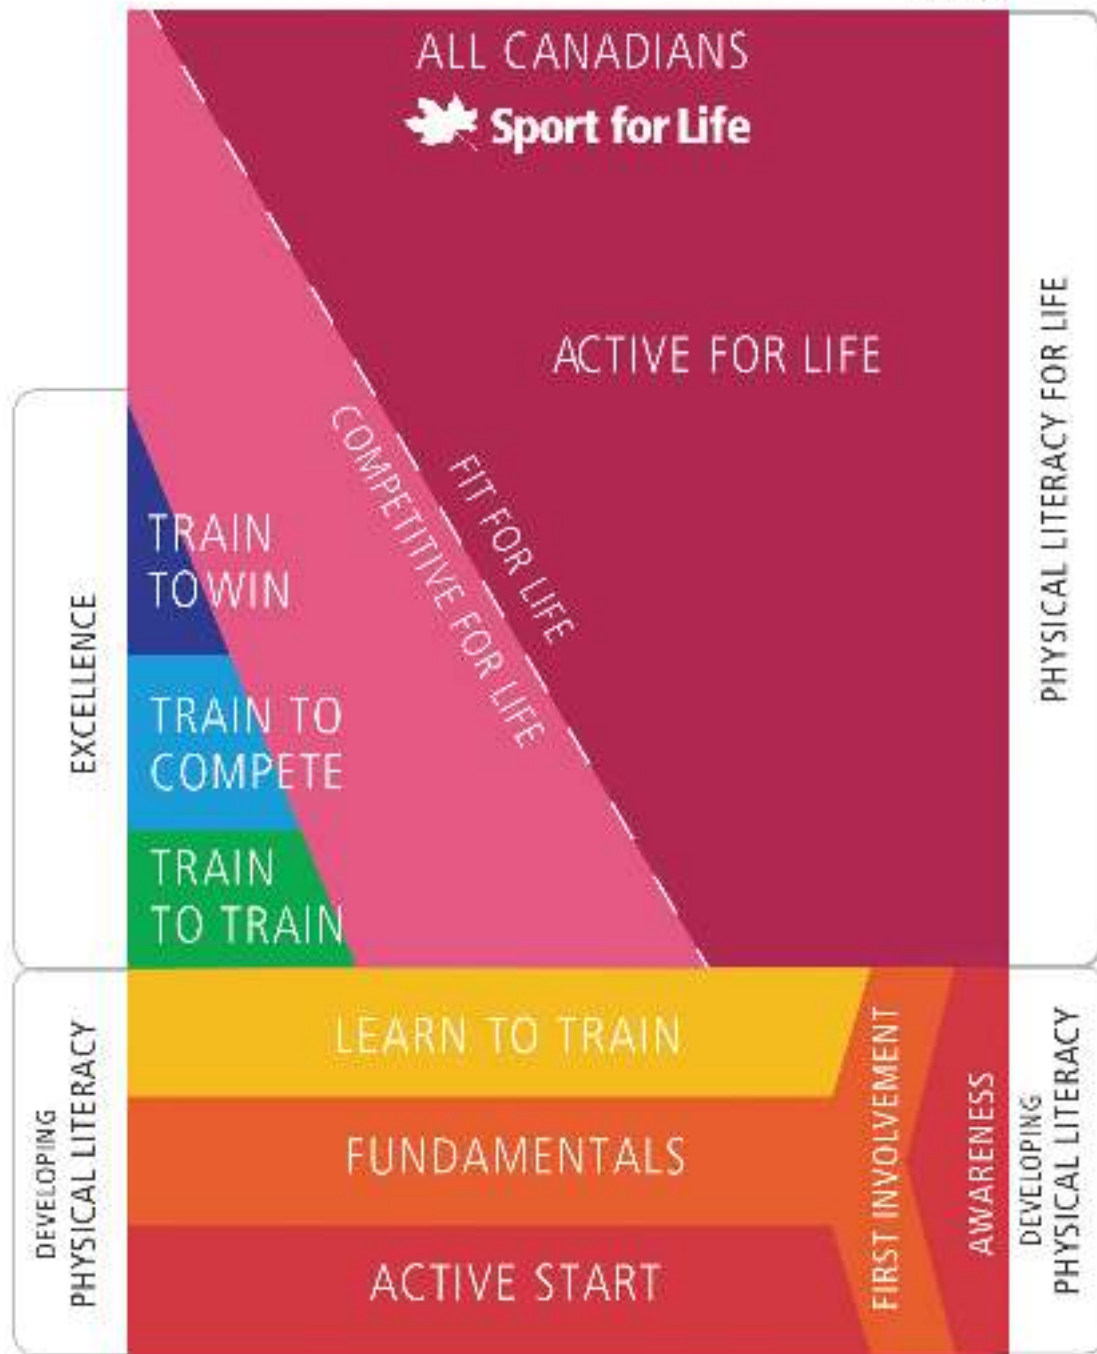 ALL CANADIANS
Sport for Life
ACTIVE FOR LIFE
FIT FOR LIFE
COMPETITIVE FOR LIFE
PHYSICAL LITERACY FOR LIFE
EXCELLENCE
TRAIN
TO WIN
TRAIN TO
COMPETE
TRAIN
TO TRAIN
DEVELOPING
PHYSICAL LITERACY
LEARN TO TRAIN
FUNDAMENTALS
ACTIVE START
FIRST INVOLVEMENT
AWARENESS
DEVELOPING
PHYSICAL LITERACY